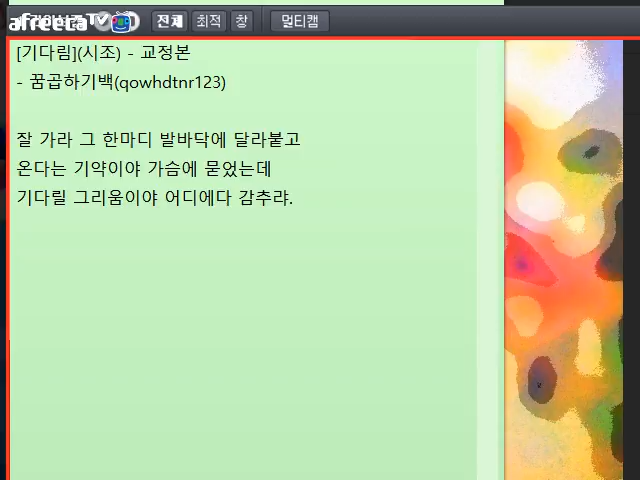 afreeca TV
전체 최적 창 멀티캠
[기다림](시조) - 교정본
- 꿈곱하기백(qowhdtnr123)
잘 가라 그 한마디 발바닥에 달라붙고
온다는 기약이야 가슴에 묻었는데
기다릴 그리움이야 어디에다 감추랴.